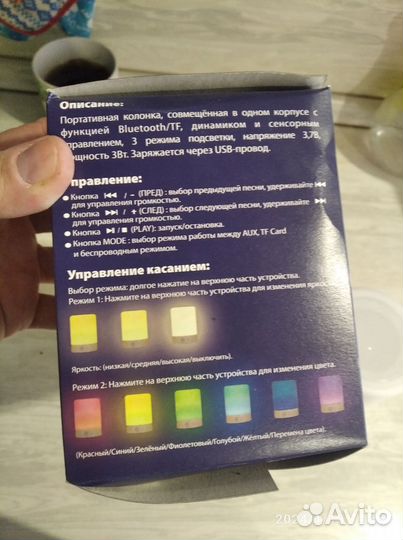 Описание:
Портативная колонка, совмещённая в одном корпусе с
функцией Bluetooth/TF, динамиком и сенсорным
управлением, 3 режима подсветки, напряжение 3,7В,
мощность 3Вт. Заряжается через USB-провод.
управление:
Кнопка ⏮ / – (ПРЕД) : выбор предыдущей песни, удерживайте ⏮
для управления громкостью.
Кнопка ⏭ / + (СЛЕД) : выбор следующей песни, удерживайте ⏭
для управления громкостью.
Кнопка ▶/■ (PLAY): запуск/остановка.
Кнопка MODE : выбор режима работы между AUX, TF Card
и беспроводным режимом.
Управление касанием:
Выбор режима: долгое нажатие на верхнюю часть устройства.
Режим 1: Нажмите на верхнюю часть устройства для изменения яркос
Яркость: (низкая/средняя/высокая/выключить).
Режим 2: Нажмите на верхнюю часть устройства для изменения цвета.
(Красный/Синий/Зелёный/Фиолетовый/Голубой/Жёлтый/Перемена цвета).
Avito